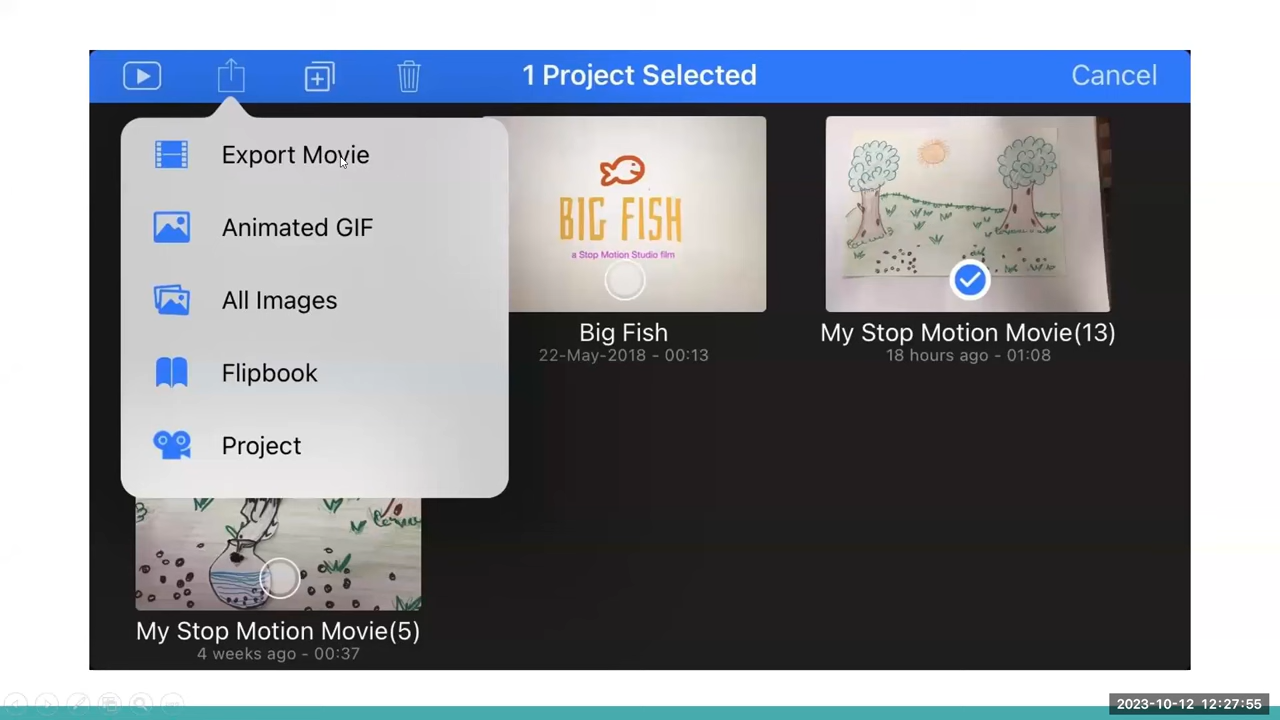 1 Project Selected
Cancel
Export Movie
Animated GIF
All Images
Flipbook
Project
BIG FISH
a Stop Motion Studio film
Big Fish
22-May-2018 - 00:13
My Stop Motion Movie(13)
18 hours ago - 01:08
My Stop Motion Movie(5)
4 weeks ago - 00:37
2023-10-12 12:27:55